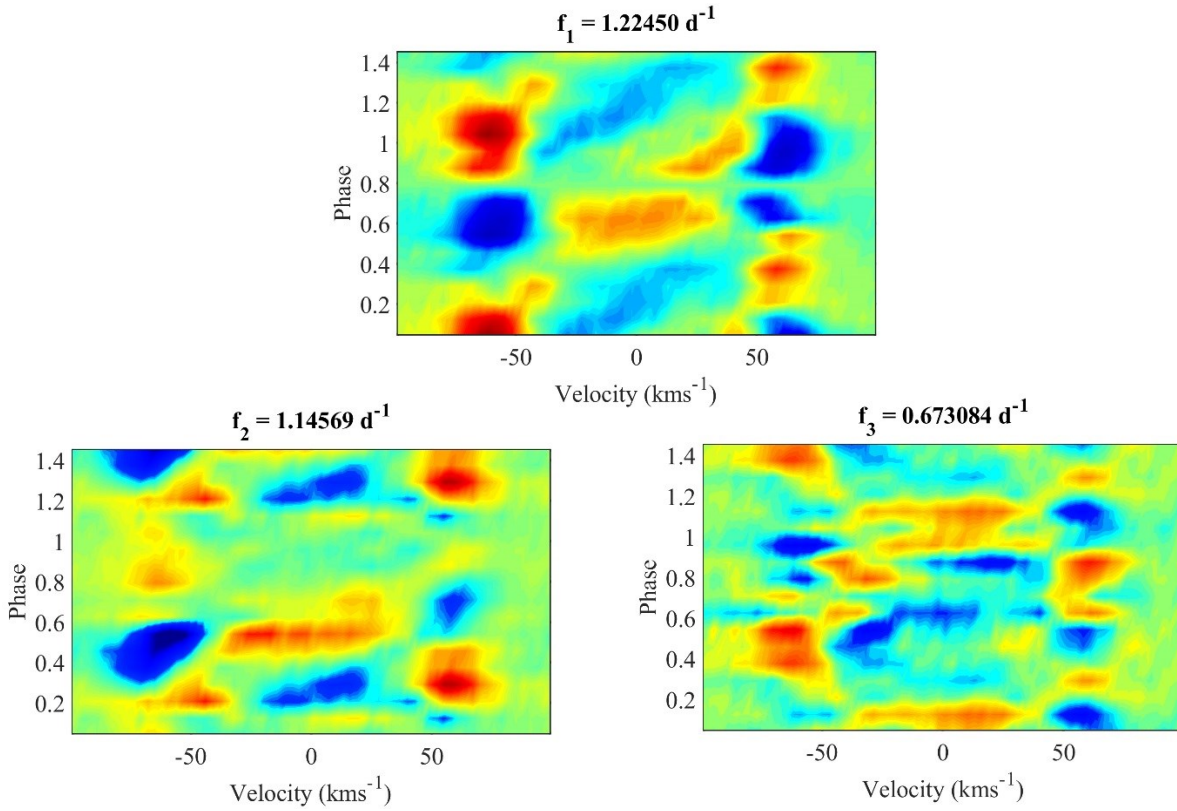 f₁ = 1.22450 d⁻¹
1.4
1.2
1
0.8
0.6
0.4
0.2
Phase
-50 0 50
Velocity (kms⁻¹)
f₂ = 1.14569 d⁻¹
1.4
1.2
1
0.8
0.6
0.4
0.2
Phase
-50 0 50
Velocity (kms⁻¹)
f₃ = 0.673084 d⁻¹
1.4
1.2
1
0.8
0.6
0.4
0.2
Phase
-50 0 50
Velocity (kms⁻¹)